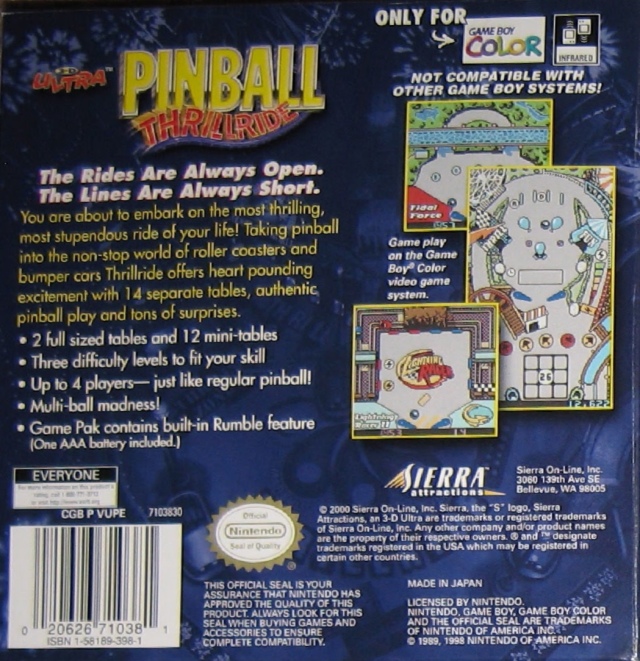 ONLY FOR
GAME BOY
COLOR
INFRARED
NOT COMPATIBLE WITH
OTHER GAME BOY SYSTEMS!
3-D
ULTRA™
PINBALL
THRILLRIDE
The Rides Are Always Open.
The Lines Are Always Short.
You are about to embark on the most thrilling,
most stupendous ride of your life! Taking pinball
into the non-stop world of roller coasters and
bumper cars Thrillride offers heart pounding
excitement with 14 separate tables, authentic
pinball play and tons of surprises.
• 2 full sized tables and 12 mini-tables
• Three difficulty levels to fit your skill
• Up to 4 players— just like regular pinball!
• Multi-ball madness!
• Game Pak contains built-in Rumble feature
(One AAA battery included.)
Tidal
Force
Game play
on the Game
Boy® Color
video game
system.
26
12,622
Lightning
EVERYONE
CGB P VUPE 7103830
0 20626 71038 1
ISBN 1-58189-398-1
Official
Nintendo
Seal of Quality
®
THIS OFFICIAL SEAL IS YOUR
ASSURANCE THAT NINTENDO HAS
APPROVED THE QUALITY OF THIS
PRODUCT. ALWAYS LOOK FOR THIS
SEAL WHEN BUYING GAMES AND
ACCESSORIES TO ENSURE
COMPLETE COMPATIBILITY.
SIERRA™
attractions
Sierra On-Line, Inc.
3060 139th Ave SE
Bellevue, WA 98005
© 2000 Sierra On-Line, Inc. Sierra, the "S" logo, Sierra
Attractions, an 3-D Ultra are trademarks or registered trademarks
of Sierra On-Line, Inc. Any other company and/or product names
are the property of their respective owners. ® and ™ designate
trademarks registered in the USA which may be registered in
certain other countries.
MADE IN JAPAN
LICENSED BY NINTENDO.
NINTENDO, GAME BOY, GAME BOY COLOR
AND THE OFFICIAL SEAL ARE TRADEMARKS
OF NINTENDO OF AMERICA INC.
© 1989, 1998 NINTENDO OF AMERICA INC.